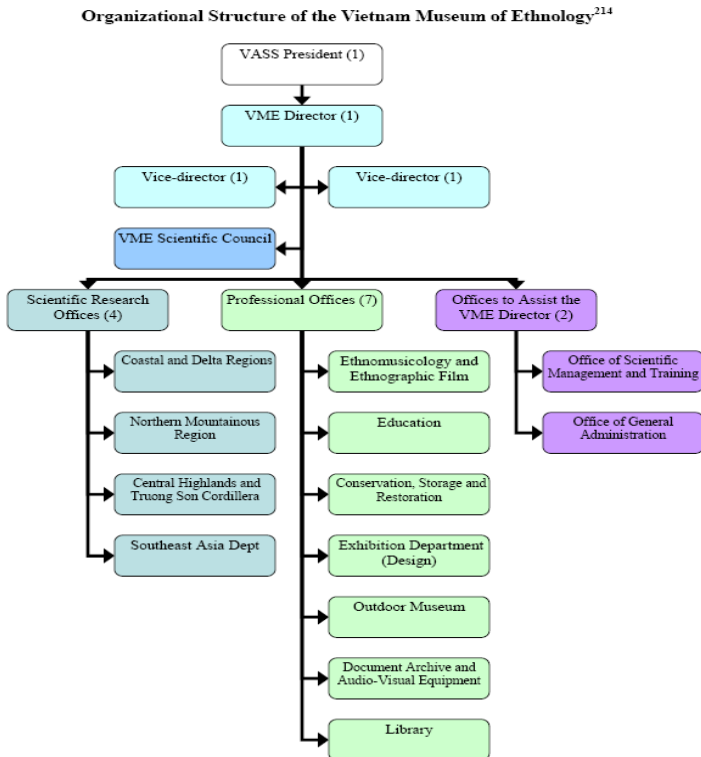 Organizational Structure of the Vietnam Museum of Ethnology214
VASS President (1)
VME Director (1)
Vice-director (1)
Vice-director (1)
VME Scientific Council
Scientific Research
Offices (4)
Professional Offices (7)
Offices to Assist the
VME Director (2)
Coastal and Delta Regions
Northern Mountainous
Region
Central Highlands and
Truong Son Cordillera
Southeast Asia Dept
Ethnomusicology and
Ethnographic Film
Education
Conservation, Storage and
Restoration
Exhibition Department
(Design)
Outdoor Museum
Document Archive and
Audio-Visual Equipment
Library
Office of Scientific
Management and Training
Office of General
Administration